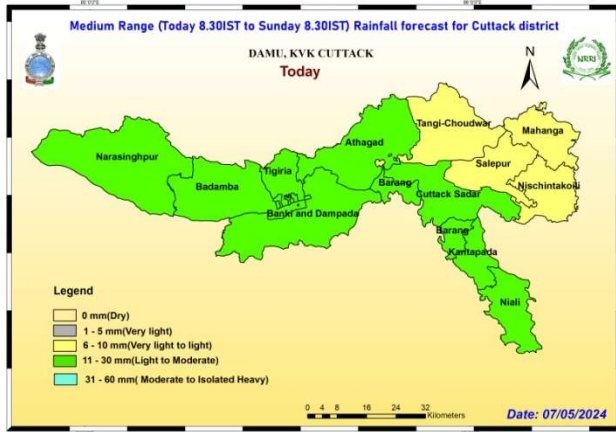 Medium Range (Today 8.30IST to Sunday 8.30IST) Rainfall forecast for Cuttack district
DAMU, KVK CUTTACK
Today
N
NRRI
Tangi-Choudwar
Mahanga
Athagad
Narasinghpur
Salepur
Tigiria
Badamba
Barang
Nischintakoili
Cuttack Sadar
Banki and Dampada
Barang
Kantapada
Niali
Legend
0 mm(Dry)
1 - 5 mm(Very light)
6 - 10 mm(Very light to light)
11 - 30 mm(Light to Moderate)
31 - 60 mm( Moderate to Isolated Heavy)
0 4 8 16 24 32
Kilometers
Date: 07/05/2024